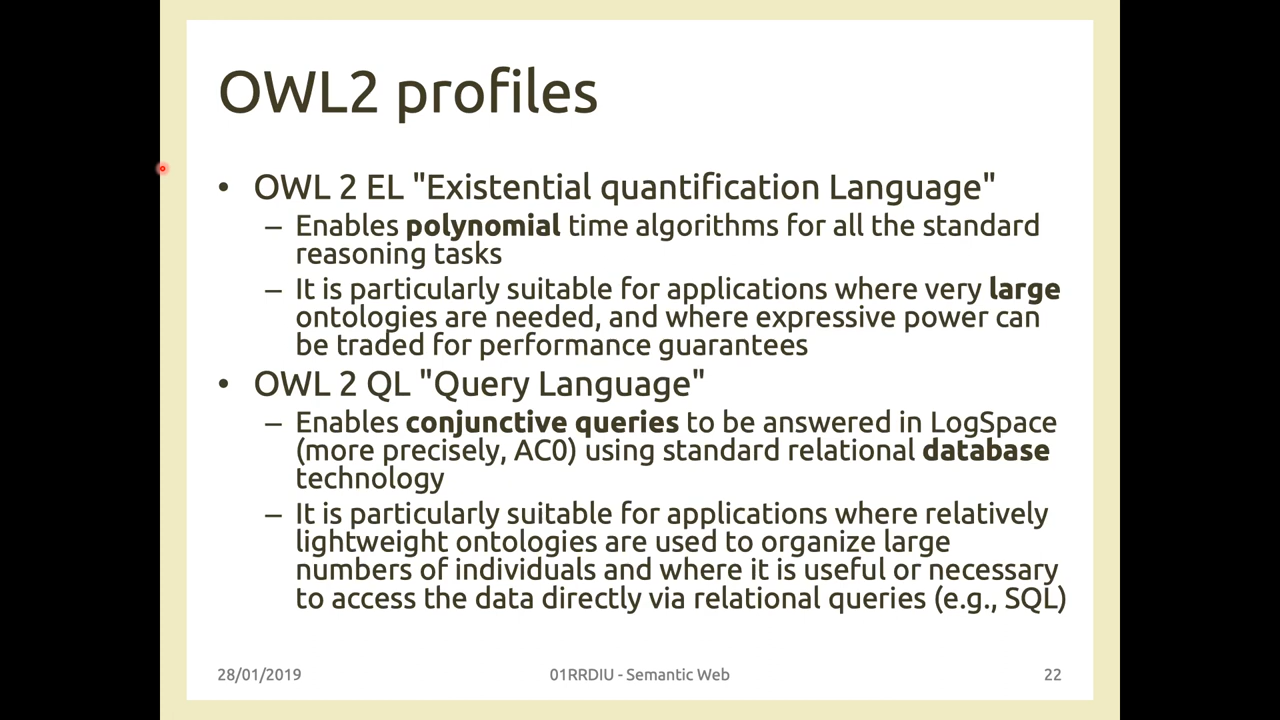 OWL2 profiles
• OWL 2 EL "Existential quantification Language"
– Enables polynomial time algorithms for all the standard
reasoning tasks
– It is particularly suitable for applications where very large
ontologies are needed, and where expressive power can
be traded for performance guarantees
• OWL 2 QL "Query Language"
– Enables conjunctive queries to be answered in LogSpace
(more precisely, AC0) using standard relational database
technology
– It is particularly suitable for applications where relatively
lightweight ontologies are used to organize large
numbers of individuals and where it is useful or necessary
to access the data directly via relational queries (e.g., SQL)
28/01/2019 01RRDIU - Semantic Web 22